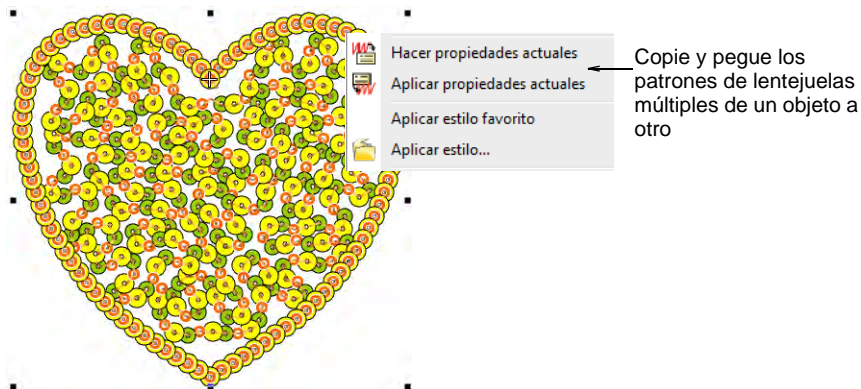 Hacer propiedades actuales
Aplicar propiedades actuales
Aplicar estilo favorito
Aplicar estilo...
Copie y pegue los
patrones de lentejuelas
múltiples de un objeto a
otro